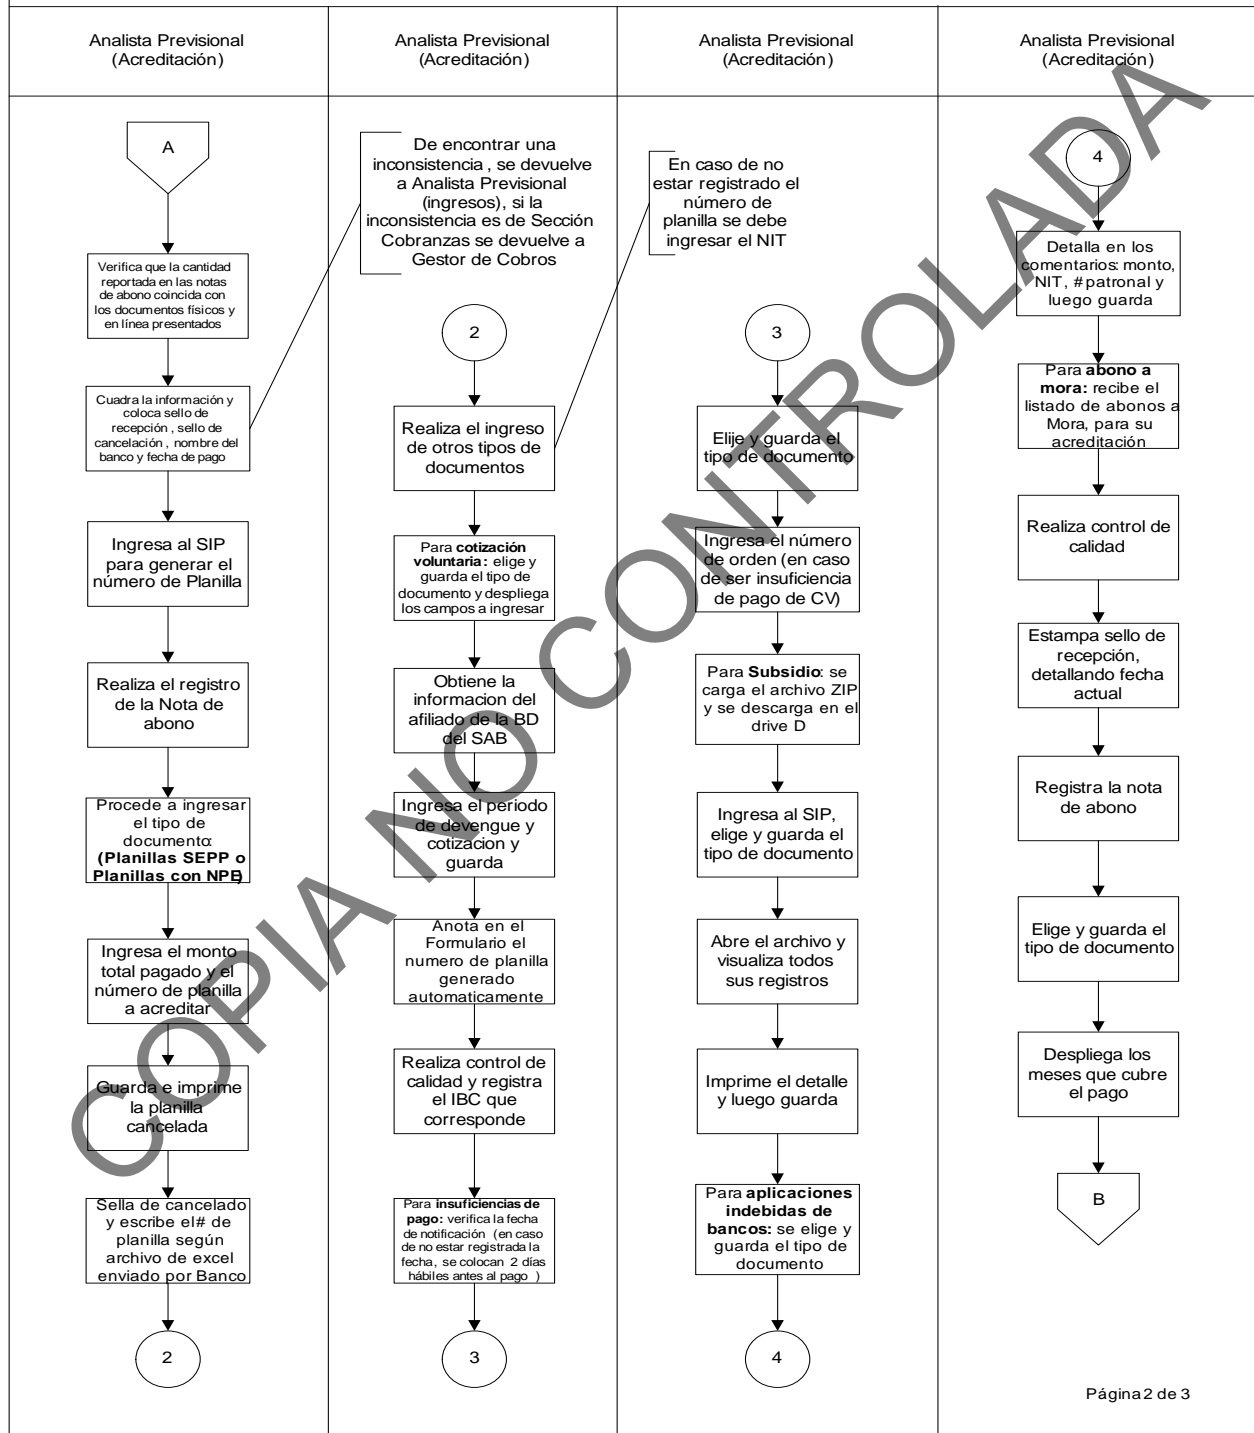 Analista Previsional
(Acreditación)
Analista Previsional
(Acreditación)
Analista Previsional
(Acreditación)
Analista Previsional
(Acreditación)
A
Verifica que la cantidad
reportada en las notas
de abono coincida con
los documentos físicos y
en línea presentados
Cuadra la información y
coloca sello de
recepción , sello de
cancelación , nombre del
banco y fecha de pago
Ingresa al SIP
para generar el
número de Planilla
Realiza el registro
de la Nota de
abono
Procede a ingresar
el tipo de
documento:
(Planillas SEPP o
Planillas con NPE)
Ingresa el monto
total pagado y el
número de planilla
a acreditar
Guarda e imprime
la planilla
cancelada
Sella de cancelado
y escribe el # de
planilla según
archivo de excel
enviado por Banco
2
De encontrar una
inconsistencia , se devuelve
a Analista Previsional
(ingresos), si la
inconsistencia es de Sección
Cobranzas se devuelve a
Gestor de Cobros
2
Realiza el ingreso
de otros tipos de
documentos
Para cotización
voluntaria: elige y
guarda el tipo de
documento y despliega
los campos a ingresar
Obtiene la
informacion del
afiliado de la BD
del SAB
Ingresa el periodo
de devengue y
cotizacion y
guarda
Anota en el
Formulario el
numero de planilla
generado
automaticamente
Realiza control de
calidad y registra
el IBC que
corresponde
Para insuficiencias de
pago: verifica la fecha
de notificación (en caso
de no estar registrada la
fecha, se colocan 2 días
hábiles antes al pago )
3
En caso de no
estar registrado el
número de
planilla se debe
ingresar el NIT
3
Elije y guarda el
tipo de documento
Ingresa el número
de orden (en caso
de ser insuficiencia
de pago de CV)
Para Subsidio: se
carga el archivo ZIP
y se descarga en el
drive D
Ingresa al SIP,
elige y guarda el
tipo de documento
Abre el archivo y
visualiza todos
sus registros
Imprime el detalle
y luego guarda
Para aplicaciones
indebidas de
bancos: se elige y
guarda el tipo de
documento
4
4
Detalla en los
comentarios: monto,
NIT, # patronal y
luego guarda
Para abono a
mora: recibe el
listado de abonos a
Mora, para su
acreditación
Realiza control de
calidad
Estampa sello de
recepción,
detallando fecha
actual
Registra la nota
de abono
Elige y guarda el
tipo de documento
Despliega los
meses que cubre
el pago
B
Página 2 de 3
COPIA NO CONTROLADA